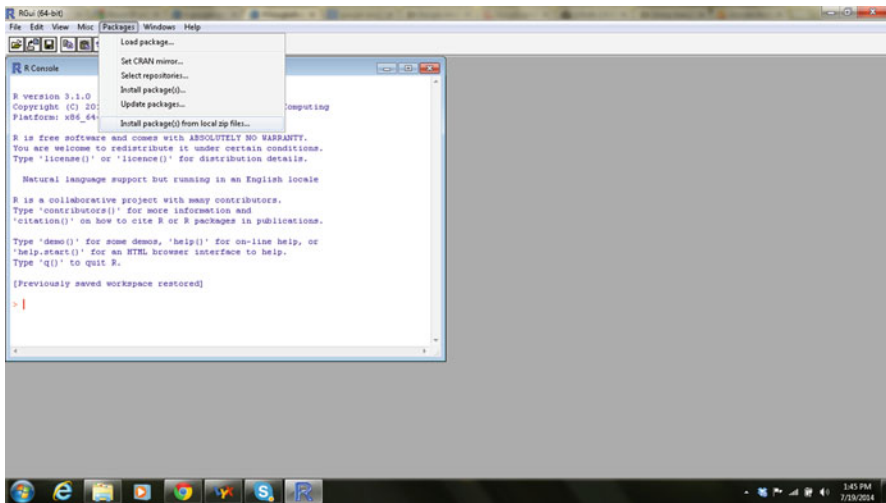 RGui (64-bit)
File Edit View Misc Packages Windows Help
Load package...
Set CRAN mirror...
Select repositories...
Install package(s)...
Update packages...
Install package(s) from local zip files...
R Console
R version 3.1.0
Copyright (C) 20 Computing
Platform: x86_64
R is free software and comes with ABSOLUTELY NO WARRANTY.
You are welcome to redistribute it under certain conditions.
Type 'license()' or 'licence()' for distribution details.
Natural language support but running in an English locale
R is a collaborative project with many contributors.
Type 'contributors()' for more information and
'citation()' on how to cite R or R packages in publications.
Type 'demo()' for some demos, 'help()' for on-line help, or
'help.start()' for an HTML browser interface to help.
Type 'q()' to quit R.
[Previously saved workspace restored]
>
1:45 PM
7/19/2014